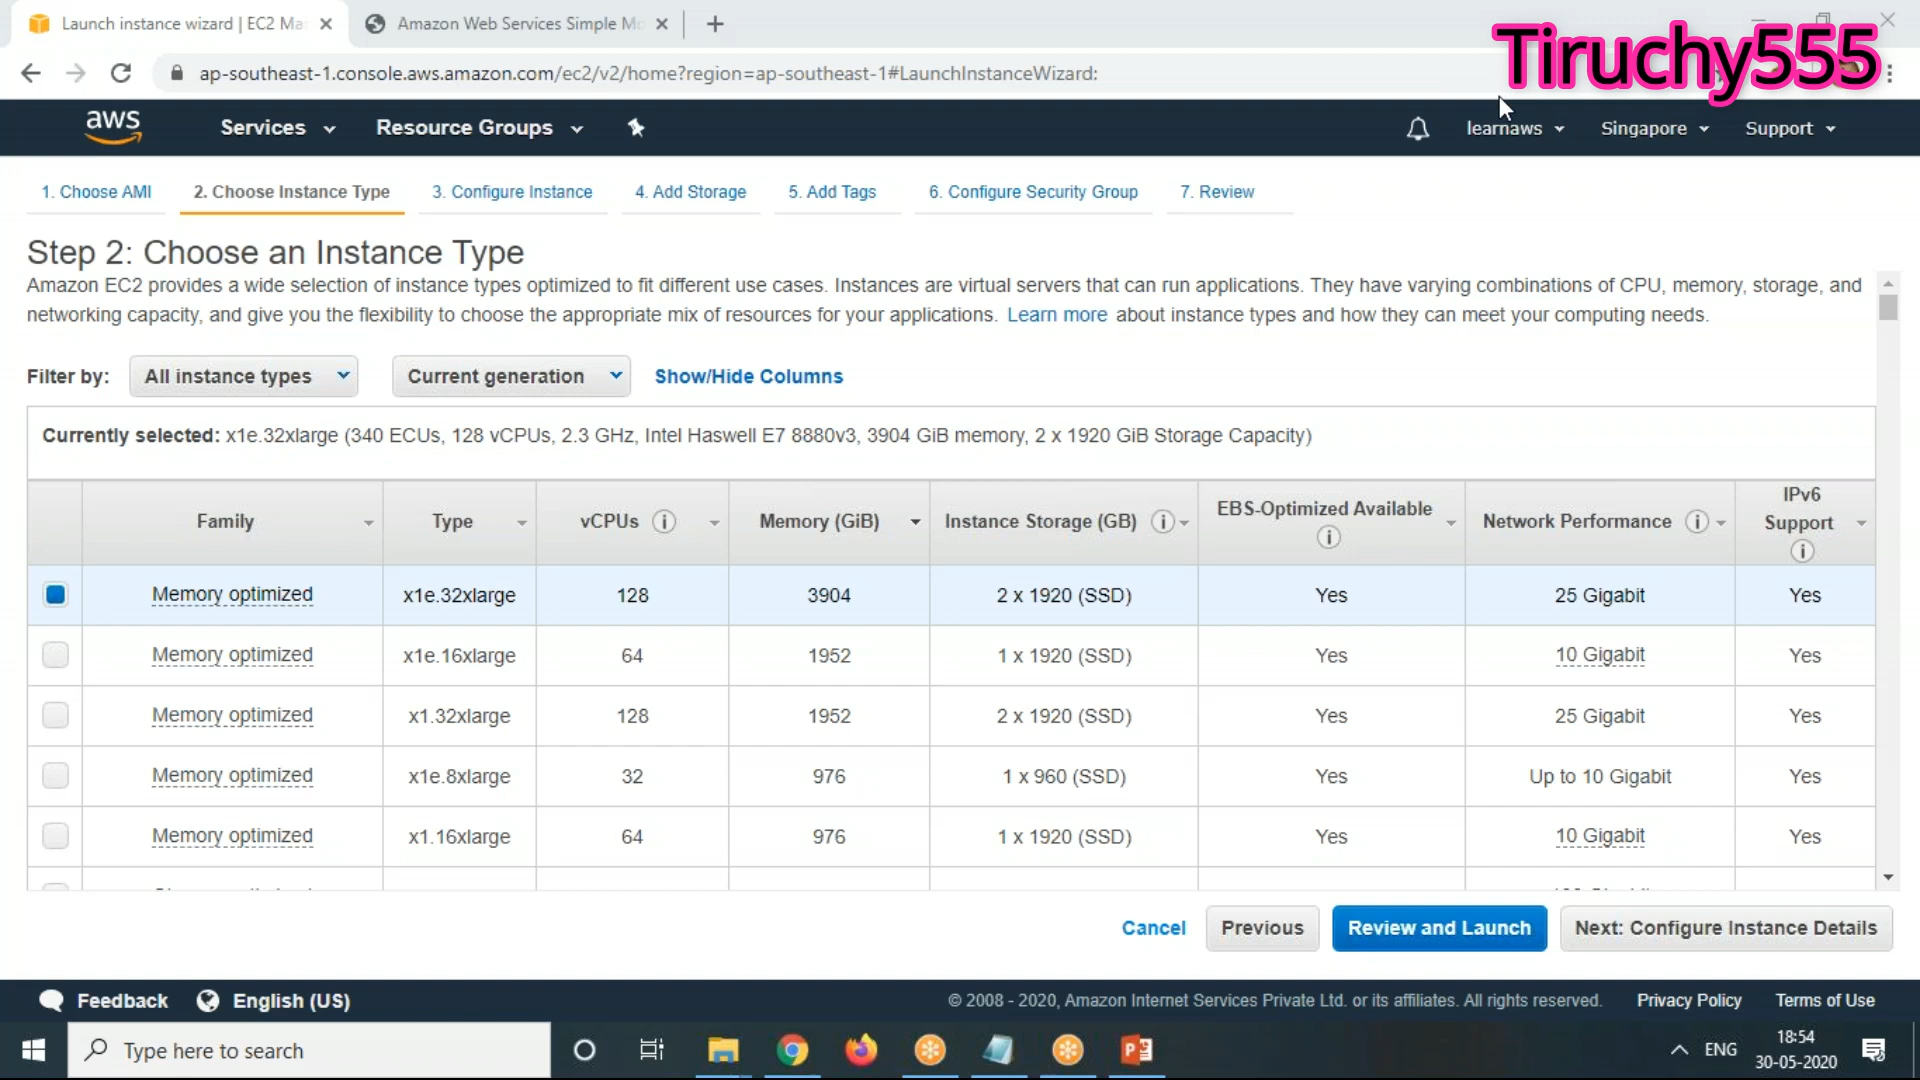 Launch instance wizard | EC2 Ma
Amazon Web Services Simple Mo
Tiruchy555
ap-southeast-1.console.aws.amazon.com/ec2/v2/home?region=ap-southeast-1#LaunchInstanceWizard:
aws Services Resource Groups learnaws Singapore Support
1. Choose AMI 2. Choose Instance Type 3. Configure Instance 4. Add Storage 5. Add Tags 6. Configure Security Group 7. Review
Step 2: Choose an Instance Type
Amazon EC2 provides a wide selection of instance types optimized to fit different use cases. Instances are virtual servers that can run applications. They have varying combinations of CPU, memory, storage, and
networking capacity, and give you the flexibility to choose the appropriate mix of resources for your applications. Learn more about instance types and how they can meet your computing needs.
Filter by: All instance types Current generation Show/Hide Columns
Currently selected: x1e.32xlarge (340 ECUs, 128 vCPUs, 2.3 GHz, Intel Haswell E7 8880v3, 3904 GiB memory, 2 x 1920 GiB Storage Capacity)
Family Type vCPUs Memory (GiB) Instance Storage (GB) EBS-Optimized Available Network Performance IPv6 Support
Memory optimized x1e.32xlarge 128 3904 2 x 1920 (SSD) Yes 25 Gigabit Yes
Memory optimized x1e.16xlarge 64 1952 1 x 1920 (SSD) Yes 10 Gigabit Yes
Memory optimized x1.32xlarge 128 1952 2 x 1920 (SSD) Yes 25 Gigabit Yes
Memory optimized x1e.8xlarge 32 976 1 x 960 (SSD) Yes Up to 10 Gigabit Yes
Memory optimized x1.16xlarge 64 976 1 x 1920 (SSD) Yes 10 Gigabit Yes
Cancel Previous Review and Launch Next: Configure Instance Details
Feedback English (US) © 2008 - 2020, Amazon Internet Services Private Ltd. or its affiliates. All rights reserved. Privacy Policy Terms of Use
Type here to search
ENG
18:54
30-05-2020